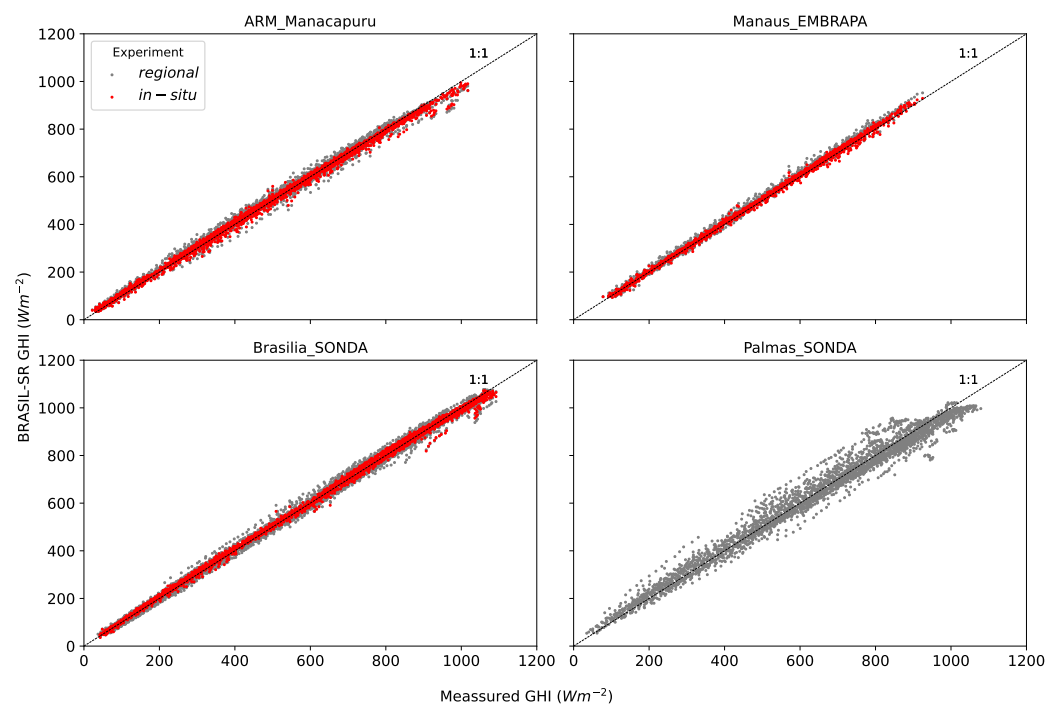 ARM_Manacapuru
Manaus_EMBRAPA
1200
1000
800
600
400
200
0
Experiment
regional
in−situ
1:1
1:1
BRASIL-SR GHI (Wm⁻²)
Brasilia_SONDA
Palmas_SONDA
1200
1000
800
600
400
200
0
1:1
1:1
0 200 400 600 800 1000 1200
0 200 400 600 800 1000 1200
Meassured GHI (Wm⁻²)